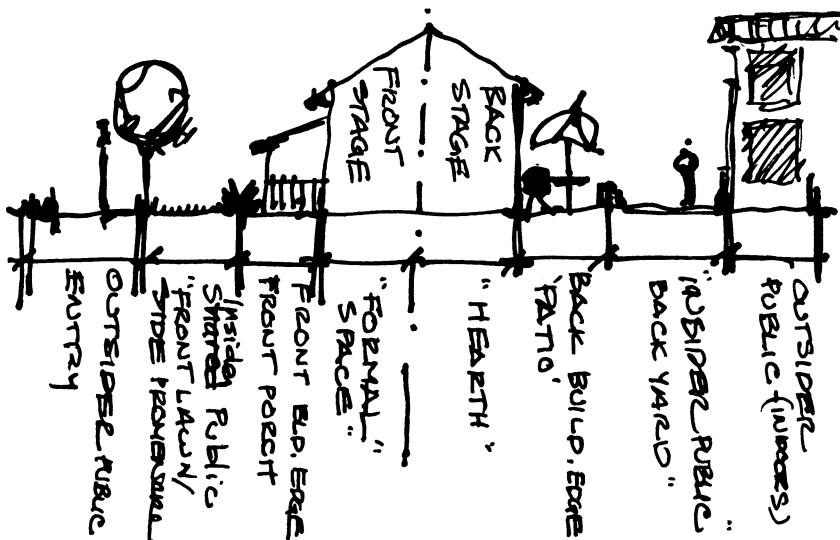 FRONT
STAGE
BACK
STAGE
OUTSIDER PUBLIC
ENTRY
Insider
Shared Public
"FRONT LAWN/
SIDE PROMENADE
FRONT BLD. EDGE
FRONT PORCH
"FORMAL"
SPACE"
"HEARTH"
BACK BUILD. EDGE
'PATIO'
"INSIDER PUBLIC"
BACK YARD"
OUTSIDER
PUBLIC (INDOORS)